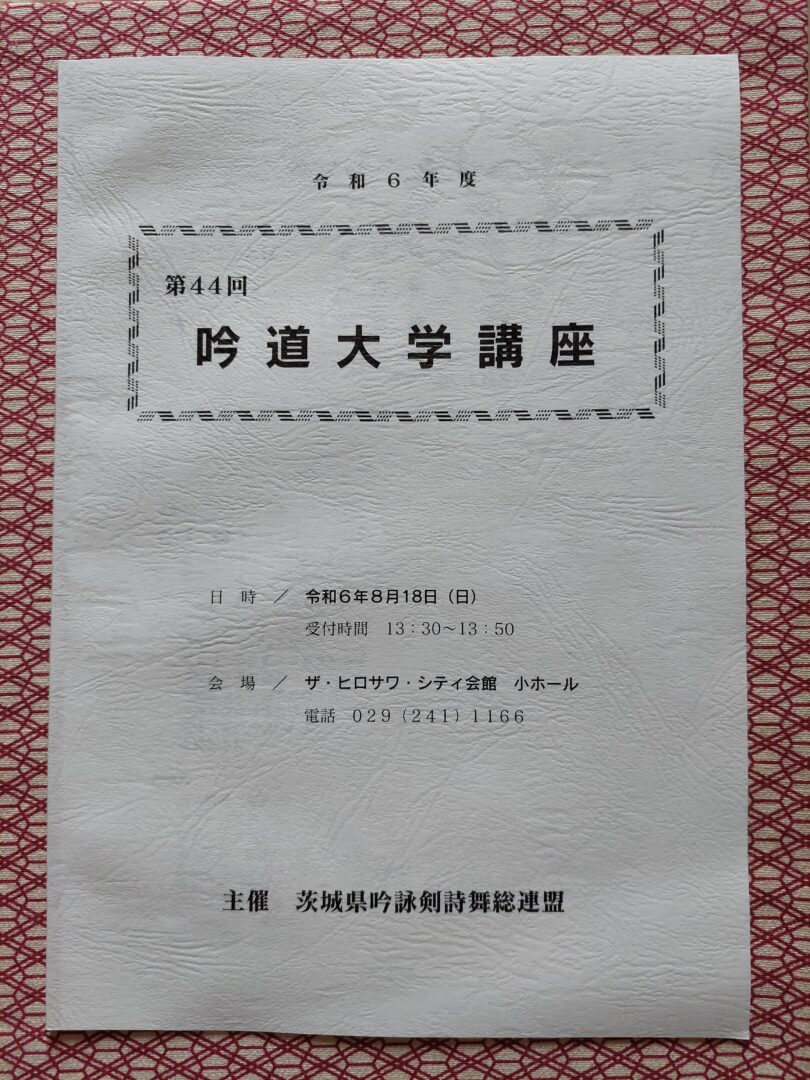 令和6年度
第44回
吟道大学講座
日時／令和6年8月18日（日）
受付時間 13：30〜13：50
会場／ザ・ヒロサワ・シティ会館 小ホール
電話 029（241）1166
主催 茨城県吟詠剣詩舞総連盟